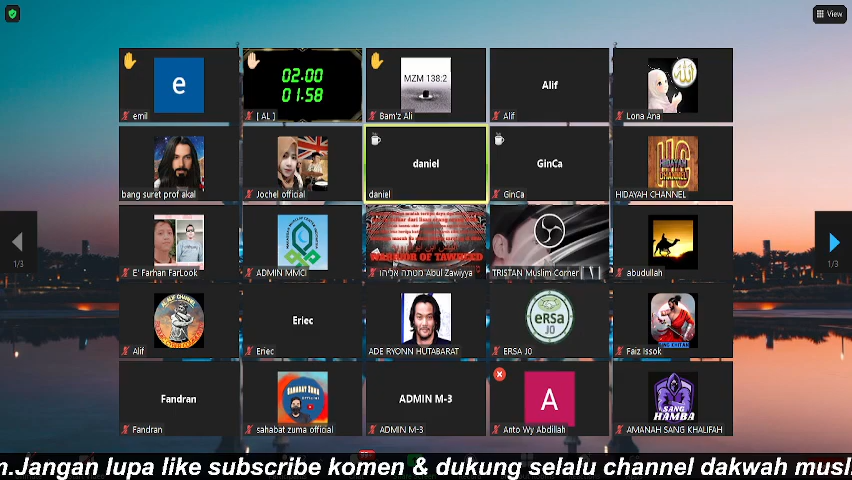 View
e
emil
02.00
01.58
[ AL ]
MZM 138:2
Bam'z Ali
Alif
Alif
Lona Ana
bang suret prof akal
Jochel official
daniel
daniel
GinCa
GinCa
HIDAYAH CHANNEL
E' Farhan FarLook
ADMIN MMCI
WARRIOR OF TAWHEED
מטתה אליהו Abul Zawiyya
TRISTAN Muslim Corner
abudullah
1/3
1/3
Alif
Eriec
Eriec
ADE RYONN HUTABARAT
eRSa
JO
ERSA JO
Faiz Issok
Fandran
Fandran
SAHABAT ZUMA
sahabat zuma official
ADMIN M-3
ADMIN M-3
A
Anto Wy Abdillah
SANG
HAMBA
AMANAH SANG KHALIFAH
n.Jangan lupa like subscribe komen & dukung selalu channel dakwah musl